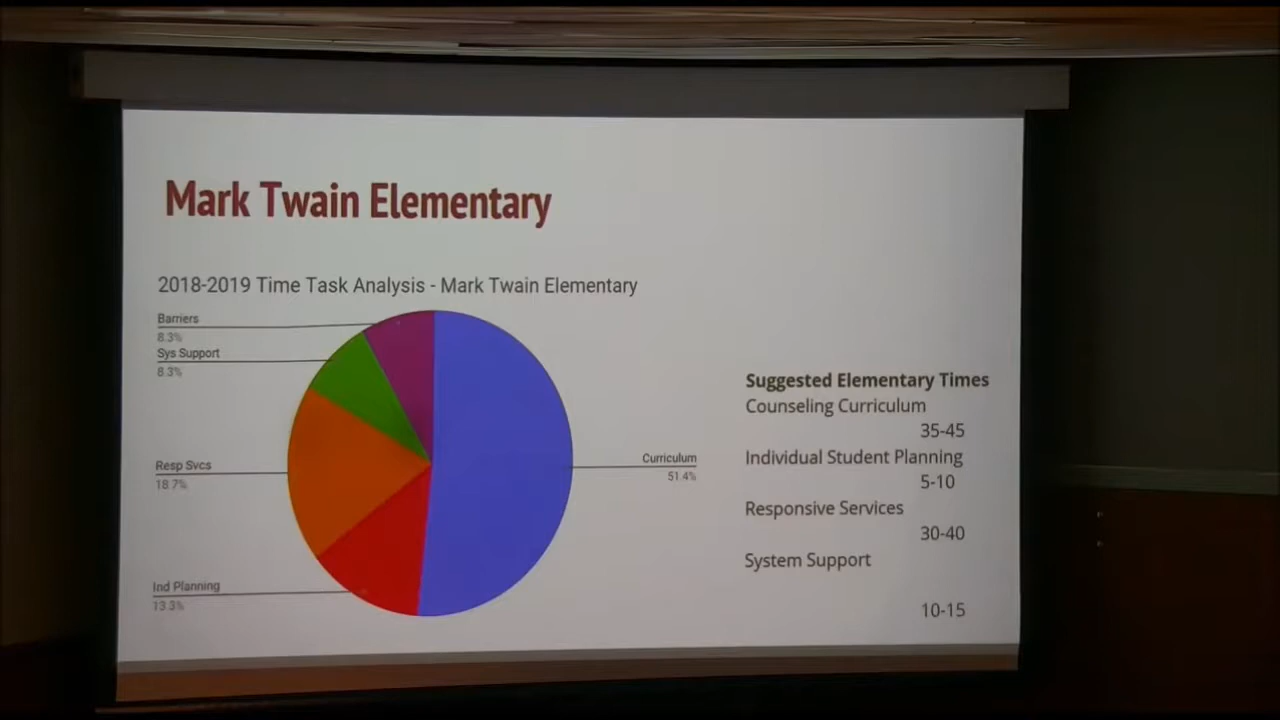 Mark Twain Elementary
2018-2019 Time Task Analysis - Mark Twain Elementary
Barriers
8.3%
Sys Support
8.3%
Resp Svcs
18.7%
Ind Planning
13.3%
Curriculum
51.4%
Suggested Elementary Times
Counseling Curriculum
35-45
Individual Student Planning
5-10
Responsive Services
30-40
System Support
10-15